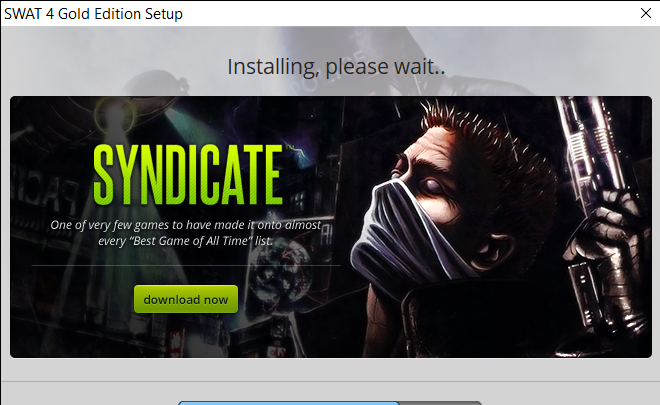 SWAT 4 Gold Edition Setup
Installing, please wait..
SYNDICATE™
One of very few games to have made it onto almost
every “Best Game of All Time” list.
download now